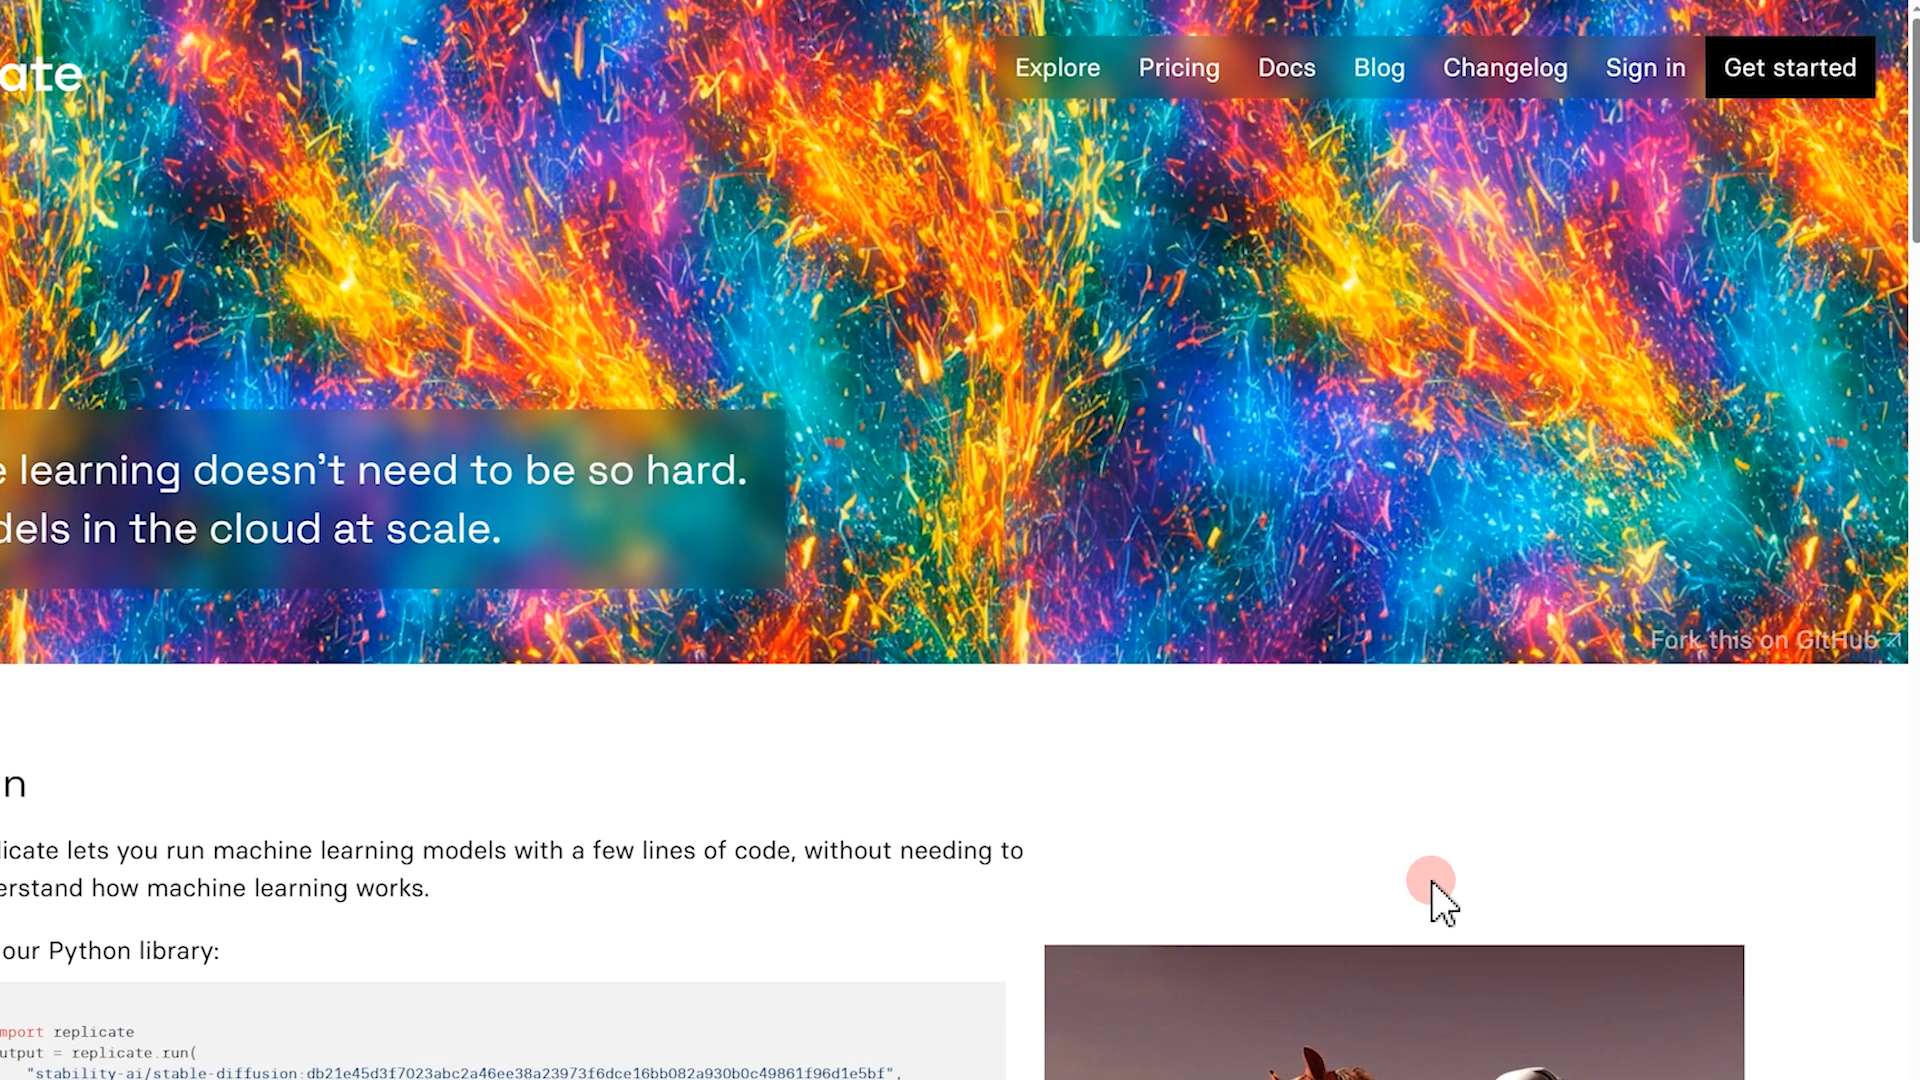 ate
Explore Pricing Docs Blog Changelog Sign in Get started
e learning doesn't need to be so hard.
dels in the cloud at scale.
Fork this on GitHub
n
licate lets you run machine learning models with a few lines of code, without needing to
erstand how machine learning works.
our Python library:
mport replicate
utput = replicate.run(
"stability-ai/stable-diffusion:db21e45d3f7023abc2a46ee38a23973f6dce16bb082a930b0c49861f96d1e5bf",